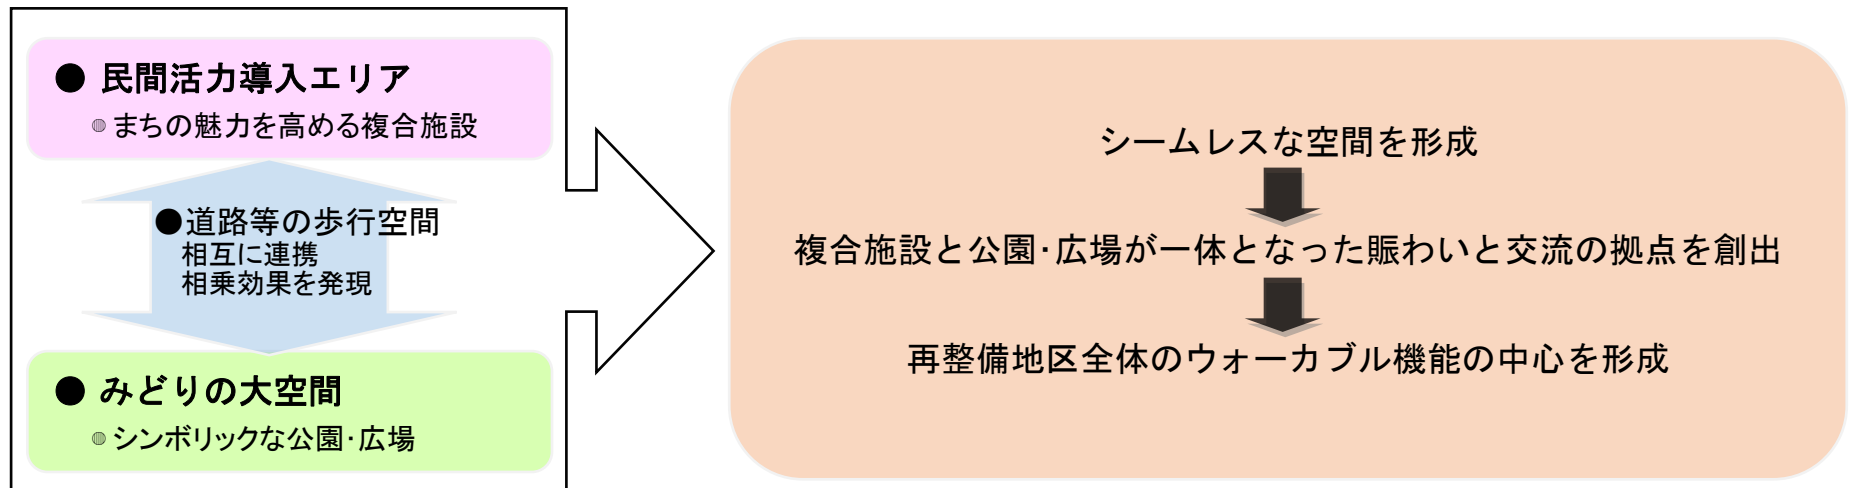 ● 民間活力導入エリア
◍ まちの魅力を高める複合施設
●道路等の歩行空間
相互に連携
相乗効果を発現
● みどりの大空間
◍ シンボリックな公園・広場
シームレスな空間を形成
複合施設と公園・広場が一体となった賑わいと交流の拠点を創出
再整備地区全体のウォーカブル機能の中心を形成